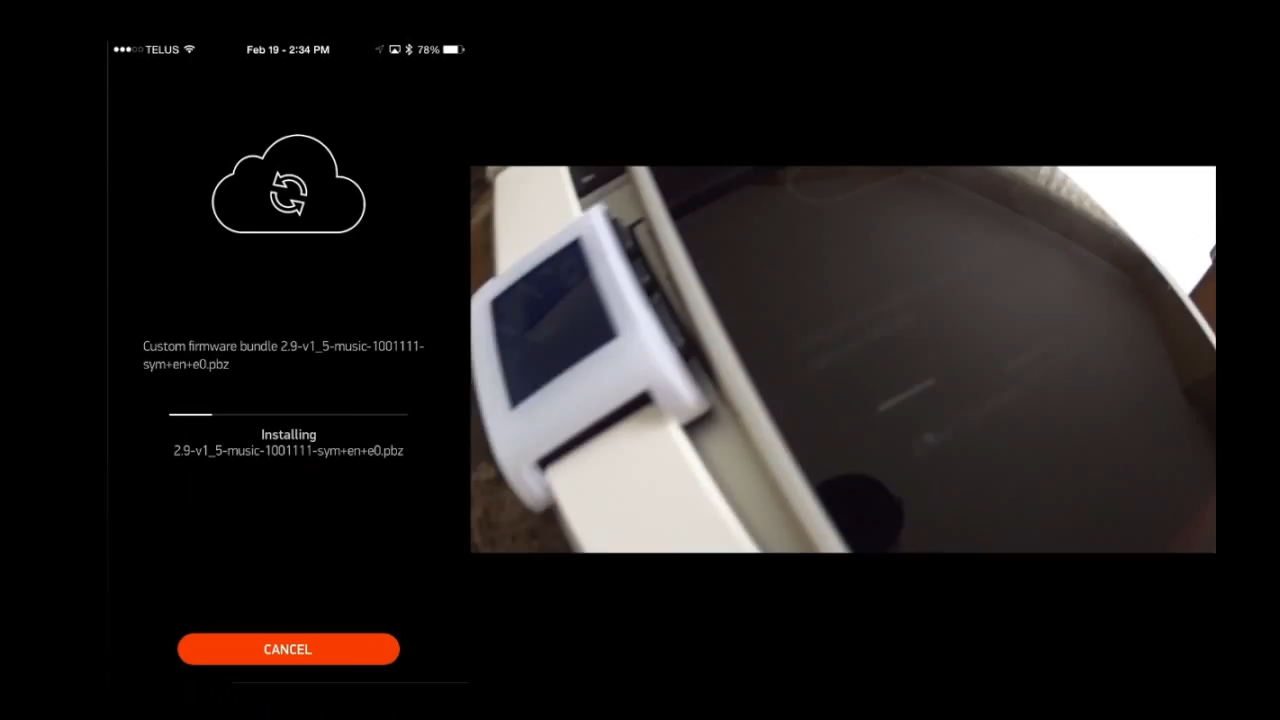 TELUS
Feb 19 - 2:34 PM
78%
Custom firmware bundle 2.9-v1_5-music-1001111-
sym+en+e0.pbz
Installing
2.9-v1_5-music-1001111-sym+en+e0.pbz
CANCEL